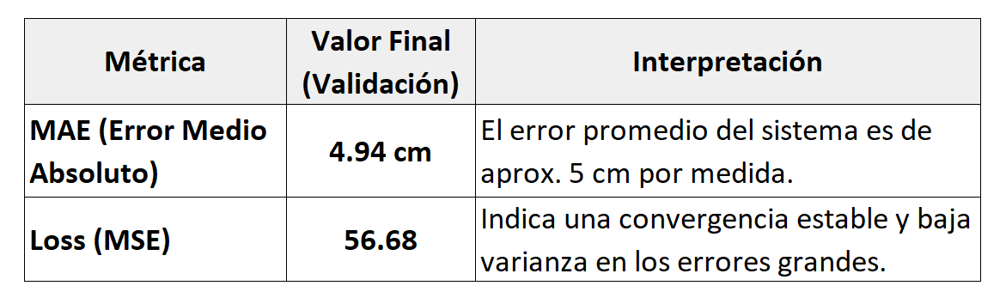 Métrica
Valor Final
(Validación)
Interpretación
MAE (Error Medio
Absoluto)
4.94 cm
El error promedio del sistema es de
aprox. 5 cm por medida.
Loss (MSE)
56.68
Indica una convergencia estable y baja
varianza en los errores grandes.